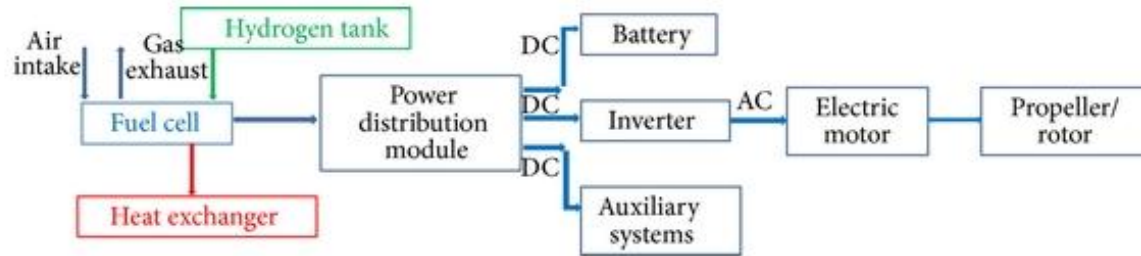 Air
intake
Gas
exhaust
Hydrogen tank
Fuel cell
Heat exchanger
Power
distribution
module
DC
Battery
DC
Inverter
AC
Electric
motor
Propeller/
rotor
DC
Auxiliary
systems